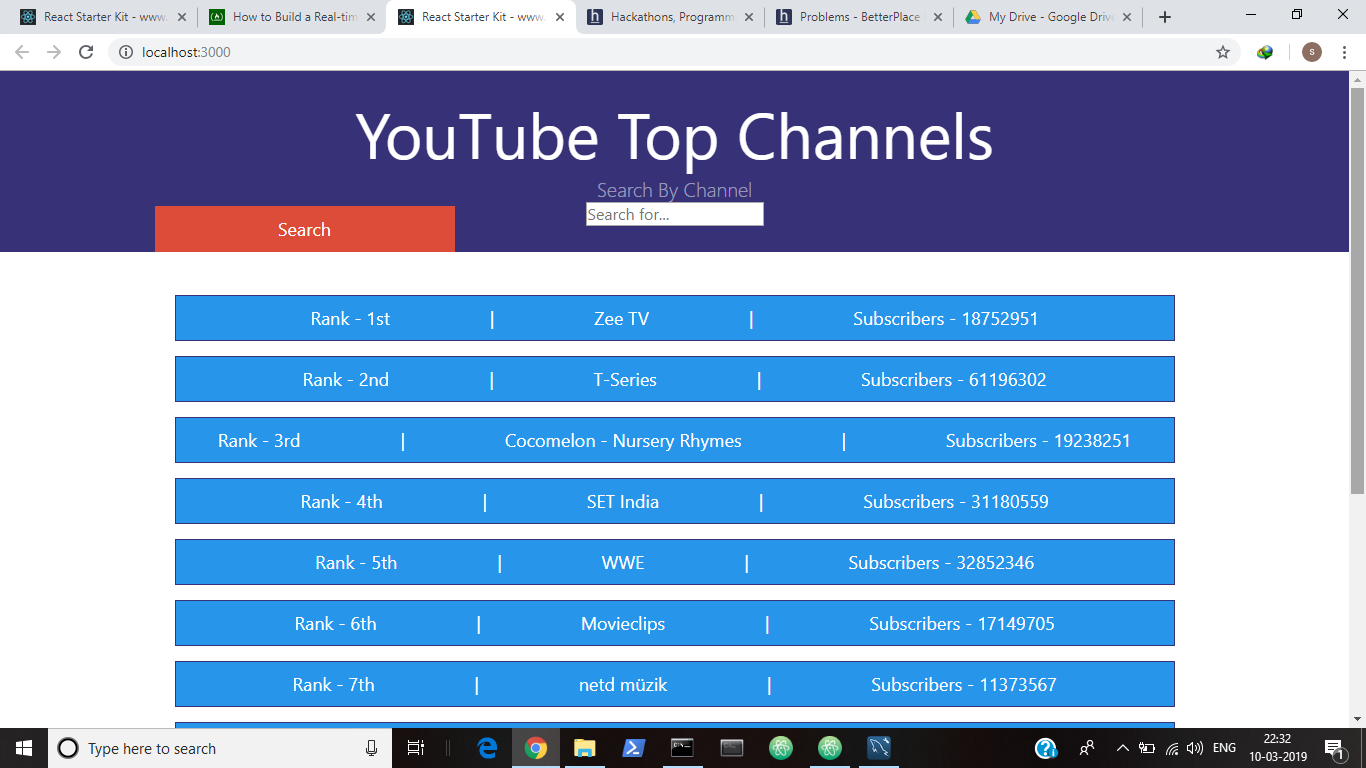 React Starter Kit - www.
How to Build a Real-tim
React Starter Kit - www.
Hackathons, Programm
Problems - BetterPlace
My Drive - Google Drive
localhost:3000
S
YouTube Top Channels
Search By Channel
Search for...
Search
Rank - 1st | Zee TV | Subscribers - 18752951
Rank - 2nd | T-Series | Subscribers - 61196302
Rank - 3rd | Cocomelon - Nursery Rhymes | Subscribers - 19238251
Rank - 4th | SET India | Subscribers - 31180559
Rank - 5th | WWE | Subscribers - 32852346
Rank - 6th | Movieclips | Subscribers - 17149705
Rank - 7th | netd müzik | Subscribers - 11373567
Type here to search
ENG
22:32
10-03-2019
1